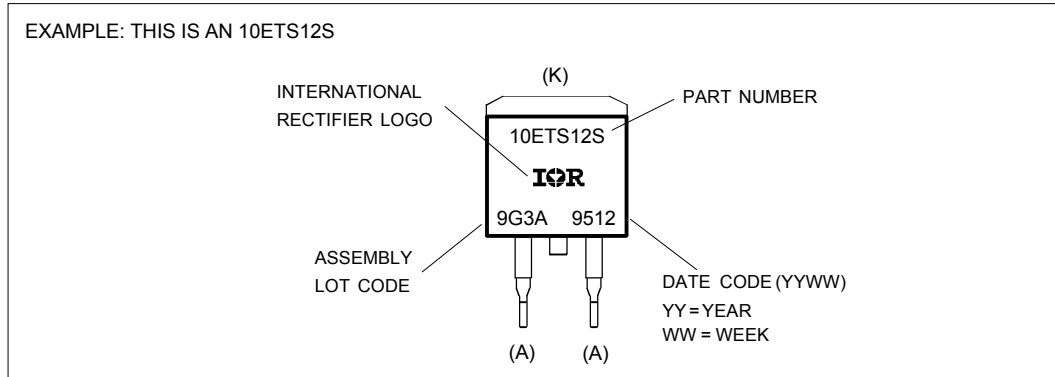 EXAMPLE: THIS IS AN 10ETS12S
(K)
INTERNATIONAL
RECTIFIER LOGO
PART NUMBER
10ETS12S
IOR
9G3A 9512
ASSEMBLY
LOT CODE
DATE CODE (YYWW)
YY = YEAR
WW = WEEK
(A) (A)